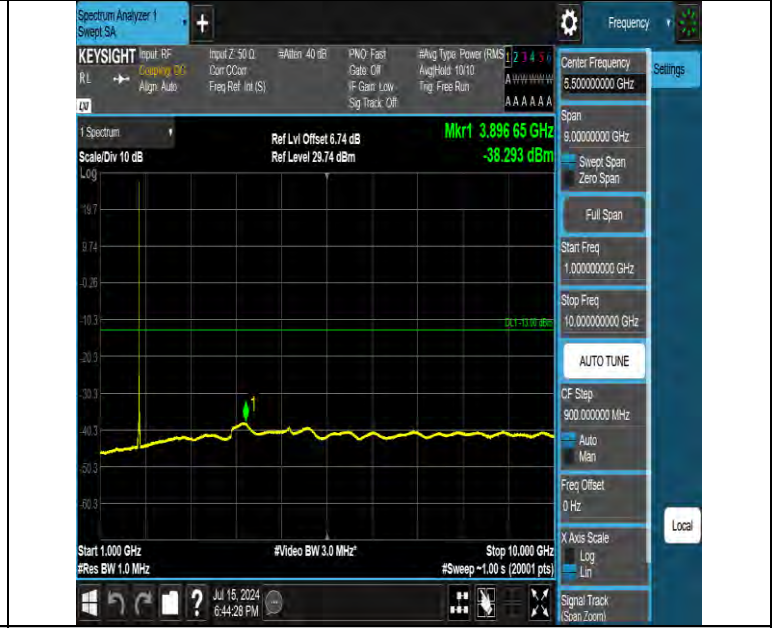 Spectrum Analyzer 1
Swept SA
+
Frequency
KEYSIGHT
Input: RF
Coupling: DC
Align: Auto
RL
Input Z: 50 Ω
Corr CCorr
Freq Ref: Int (S)
#Atten: 40 dB
PNO: Fast
Gate: Off
IF Gain: Low
Sig Track: Off
#Avg Type: Power (RMS
Avg|Hold: 10/10
Trig: Free Run
1 2 3 4 5 6
A W W W W W
A A A A A A
1 Spectrum
Scale/Div 10 dB
Ref Lvl Offset 6.74 dB
Ref Level 29.74 dBm
Mkr1 3.896 65 GHz
-38.293 dBm
Log
19.7
9.74
-0.26
-10.3
-20.3
-30.3
-40.3
-50.3
-60.3
DL1 -13.00 dBm
1
Start 1.000 GHz
#Res BW 1.0 MHz
#Video BW 3.0 MHz*
Stop 10.000 GHz
#Sweep ~1.00 s (20001 pts)
Center Frequency
5.500000000 GHz
Settings
Span
9.00000000 GHz
Swept Span
Zero Span
Full Span
Start Freq
1.000000000 GHz
Stop Freq
10.000000000 GHz
AUTO TUNE
CF Step
900.000000 MHz
Auto
Man
Freq Offset
0 Hz
X Axis Scale
Log
Lin
Local
Signal Track
(Span Zoom)
?
Jul 15, 2024
6:44:28 PM